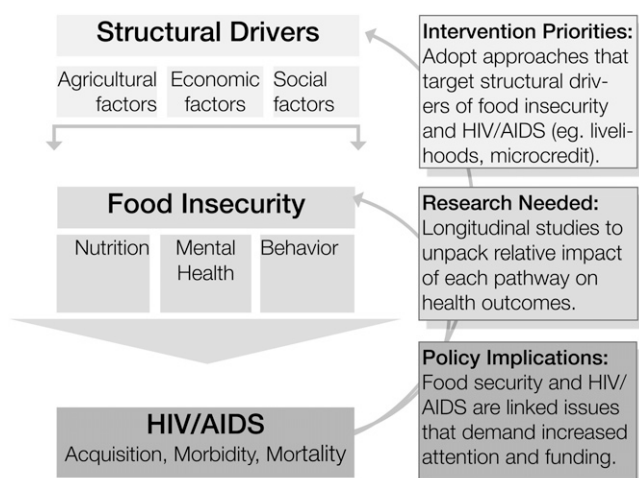 Structural Drivers
Agricultural
factors
Economic
factors
Social
factors
Food Insecurity
Nutrition
Mental
Health
Behavior
HIV/AIDS
Acquisition, Morbidity, Mortality
Intervention Priorities:
Adopt approaches that
target structural driv-
ers of food insecurity
and HIV/AIDS (eg. liveli-
hoods, microcredit).
Research Needed:
Longitudinal studies to
unpack relative impact
of each pathway on
health outcomes.
Policy Implications:
Food security and HIV/
AIDS are linked issues
that demand increased
attention and funding.